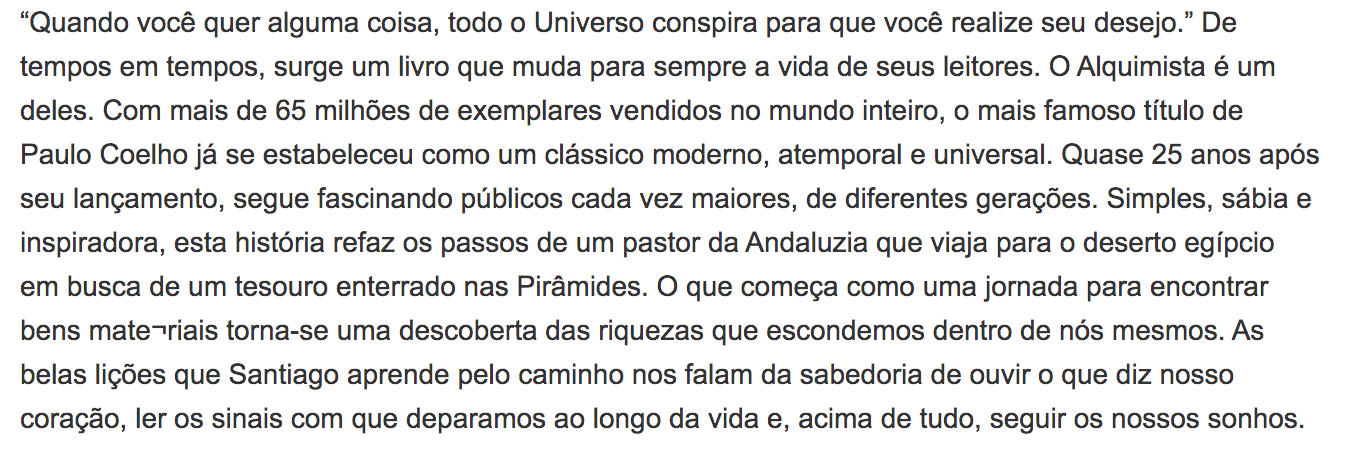 “Quando você quer alguma coisa, todo o Universo conspira para que você realize seu desejo.” De
tempos em tempos, surge um livro que muda para sempre a vida de seus leitores. O Alquimista é um
deles. Com mais de 65 milhões de exemplares vendidos no mundo inteiro, o mais famoso título de
Paulo Coelho já se estabeleceu como um clássico moderno, atemporal e universal. Quase 25 anos após
seu lançamento, segue fascinando públicos cada vez maiores, de diferentes gerações. Simples, sábia e
inspiradora, esta história refaz os passos de um pastor da Andaluzia que viaja para o deserto egípcio
em busca de um tesouro enterrado nas Pirâmides. O que começa como uma jornada para encontrar
bens mate¬riais torna-se uma descoberta das riquezas que escondemos dentro de nós mesmos. As
belas lições que Santiago aprende pelo caminho nos falam da sabedoria de ouvir o que diz nosso
coração, ler os sinais com que deparamos ao longo da vida e, acima de tudo, seguir os nossos sonhos.